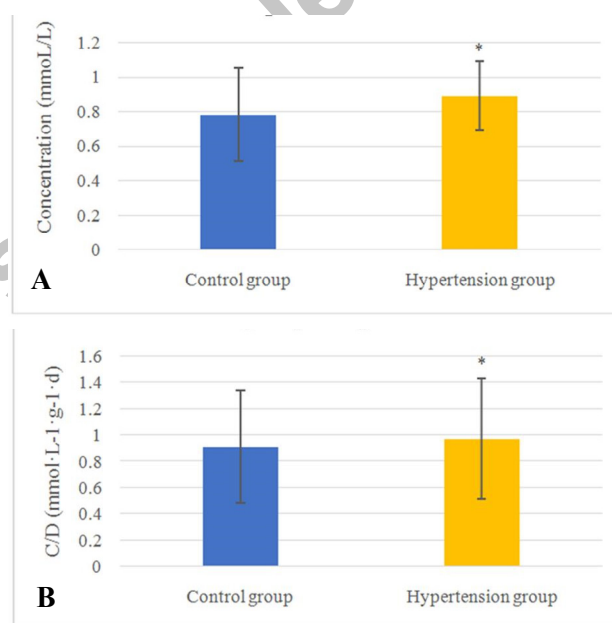 Concentration (mmoL/L)
1.2
1
0.8
0.6
0.4
0.2
0
*
Control group
Hypertension group
A
C/D (mmol·L-1·g-1·d)
1.6
1.4
1.2
1
0.8
0.6
0.4
0.2
0
*
Control group
Hypertension group
B